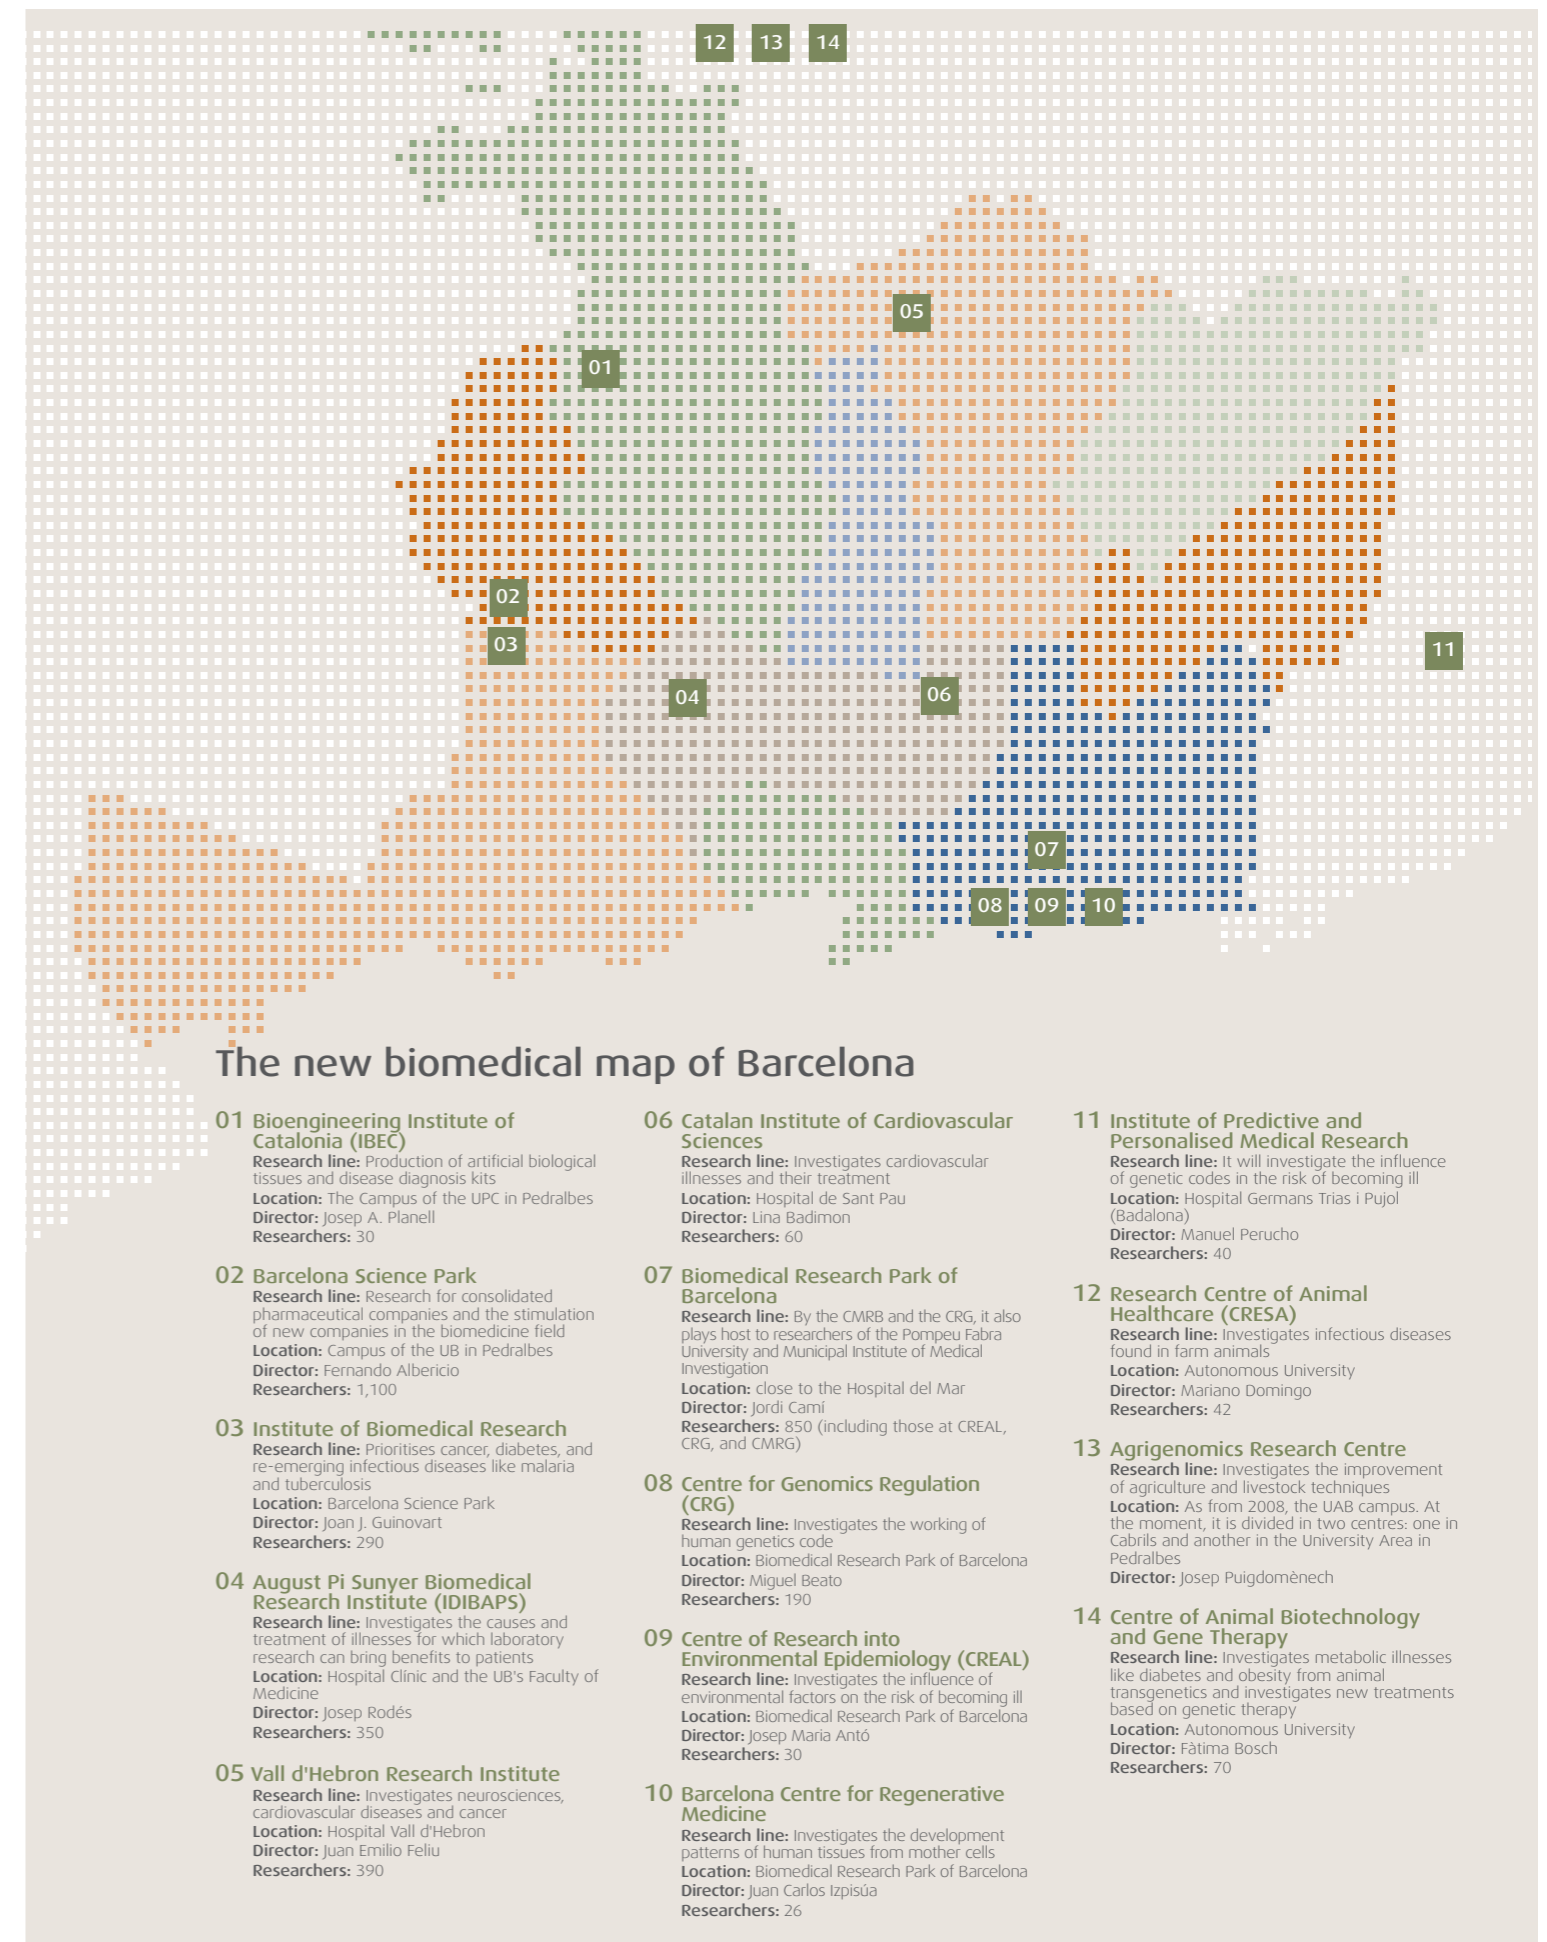 12 13 14
05
01
02
03
11
04
06
07
08 09 10
The new biomedical map of Barcelona
01 Bioengineering Institute of
Catalonia (IBEC)
Research line: Production of artificial biological
tissues and disease diagnosis kits
Location: The Campus of the UPC in Pedralbes
Director: Josep A. Planell
Researchers: 30
02 Barcelona Science Park
Research line: Research for consolidated
pharmaceutical companies and the stimulation
of new companies in the biomedicine field
Location: Campus of the UB in Pedralbes
Director: Fernando Albericio
Researchers: 1,100
03 Institute of Biomedical Research
Research line: Prioritises cancer, diabetes, and
re-emerging infectious diseases like malaria
and tuberculosis
Location: Barcelona Science Park
Director: Joan J. Guinovart
Researchers: 290
04 August Pi Sunyer Biomedical
Research Institute (IDIBAPS)
Research line: Investigates the causes and
treatment of illnesses for which laboratory
research can bring benefits to patients
Location: Hospital Clínic and the UB's Faculty of
Medicine
Director: Josep Rodés
Researchers: 350
05 Vall d'Hebron Research Institute
Research line: Investigates neurosciences,
cardiovascular diseases and cancer
Location: Hospital Vall d'Hebron
Director: Juan Emilio Feliu
Researchers: 390
06 Catalan Institute of Cardiovascular
Sciences
Research line: Investigates cardiovascular
illnesses and their treatment
Location: Hospital de Sant Pau
Director: Lina Badimon
Researchers: 60
07 Biomedical Research Park of
Barcelona
Research line: By the CMRB and the CRG, it also
plays host to researchers of the Pompeu Fabra
University and Municipal Institute of Medical
Investigation
Location: close to the Hospital del Mar
Director: Jordi Camí
Researchers: 850 (including those at CREAL,
CRG, and CMRG)
08 Centre for Genomics Regulation
(CRG)
Research line: Investigates the working of
human genetics code
Location: Biomedical Research Park of Barcelona
Director: Miguel Beato
Researchers: 190
09 Centre of Research into
Environmental Epidemiology (CREAL)
Research line: Investigates the influence of
environmental factors on the risk of becoming ill
Location: Biomedical Research Park of Barcelona
Director: Josep Maria Antó
Researchers: 30
10 Barcelona Centre for Regenerative
Medicine
Research line: Investigates the development
patterns of human tissues from mother cells
Location: Biomedical Research Park of Barcelona
Director: Juan Carlos Izpisúa
Researchers: 26
11 Institute of Predictive and
Personalised Medical Research
Research line: It will investigate the influence
of genetic codes in the risk of becoming ill
Location: Hospital Germans Trias i Pujol
(Badalona)
Director: Manuel Perucho
Researchers: 40
12 Research Centre of Animal
Healthcare (CRESA)
Research line: Investigates infectious diseases
found in farm animals
Location: Autonomous University
Director: Mariano Domingo
Researchers: 42
13 Agrigenomics Research Centre
Research line: Investigates the improvement
of agriculture and livestock techniques
Location: As from 2008, the UAB campus. At
the moment, it is divided in two centres: one in
Cabrils and another in the University Area in
Pedralbes
Director: Josep Puigdomènech
14 Centre of Animal Biotechnology
and Gene Therapy
Research line: Investigates metabolic illnesses
like diabetes and obesity from animal
transgenetics and investigates new treatments
based on genetic therapy
Location: Autonomous University
Director: Fàtima Bosch
Researchers: 70